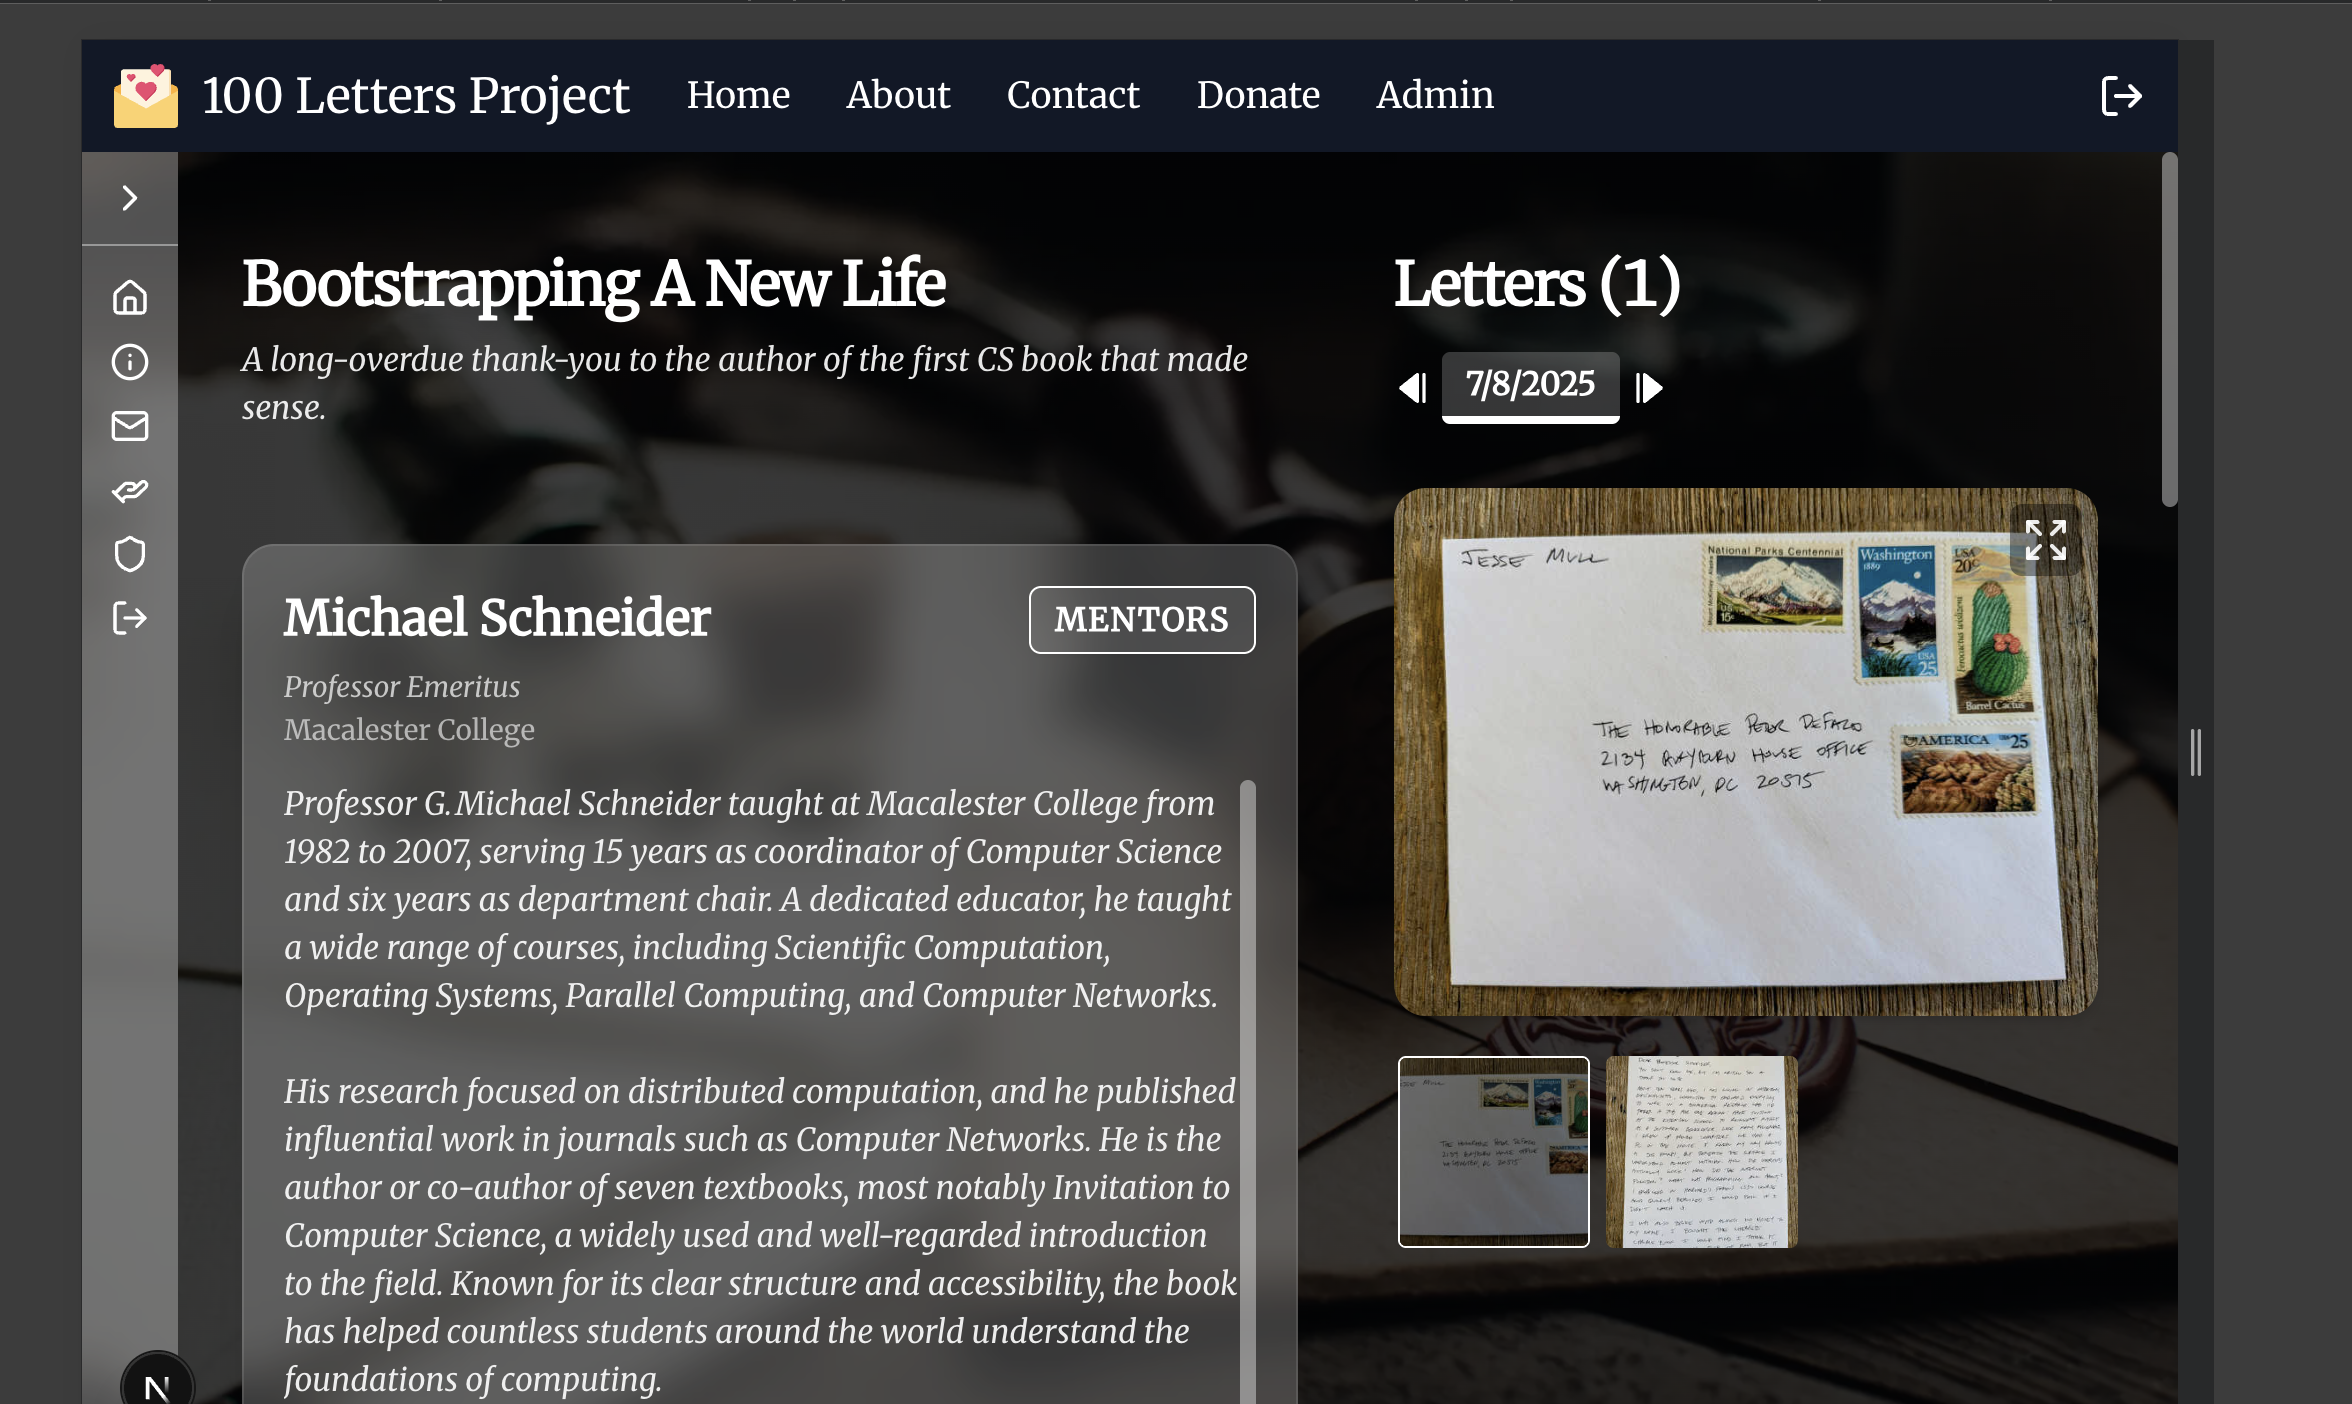 100 Letters Project
Home
About
Contact
Donate
Admin
Bootstrapping A New Life
A long-overdue thank-you to the author of the first CS book that made
sense.
Michael Schneider
MENTORS
Professor Emeritus
Macalester College
Professor G. Michael Schneider taught at Macalester College from
1982 to 2007, serving 15 years as coordinator of Computer Science
and six years as department chair. A dedicated educator, he taught
a wide range of courses, including Scientific Computation,
Operating Systems, Parallel Computing, and Computer Networks.
His research focused on distributed computation, and he published
influential work in journals such as Computer Networks. He is the
author or co-author of seven textbooks, most notably Invitation to
Computer Science, a widely used and well-regarded introduction
to the field. Known for its clear structure and accessibility, the book
has helped countless students around the world understand the
foundations of computing.
N
Letters (1)
7/8/2025
JESSE MULL
National Parks Centennial
US
15c
Washington
1889
USA
25
USA
20c
Barrel Cactus
AMERICA
25
THE HONORABLE PETER DEFAZIO
2134 RAYBURN HOUSE OFFICE
WASHINGTON, DC 20515